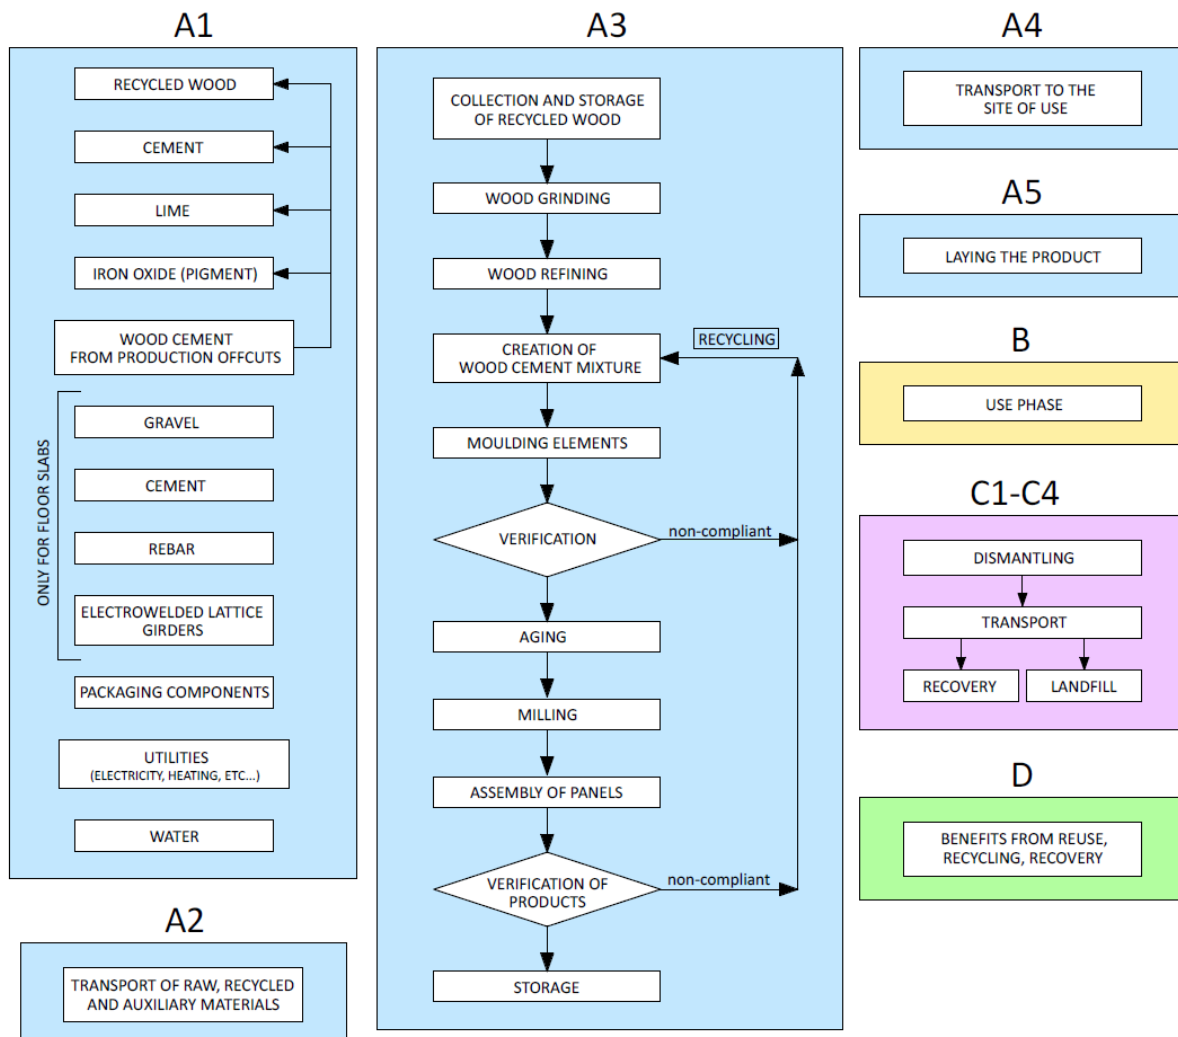 A1
RECYCLED WOOD
CEMENT
LIME
IRON OXIDE (PIGMENT)
WOOD CEMENT
FROM PRODUCTION OFFCUTS
ONLY FOR FLOOR SLABS
GRAVEL
CEMENT
REBAR
ELECTROWELDED LATTICE
GIRDERS
PACKAGING COMPONENTS
UTILITIES
(ELECTRICITY, HEATING, ETC...)
WATER
A2
TRANSPORT OF RAW, RECYCLED
AND AUXILIARY MATERIALS
A3
COLLECTION AND STORAGE
OF RECYCLED WOOD
WOOD GRINDING
WOOD REFINING
CREATION OF
WOOD CEMENT MIXTURE
RECYCLING
MOULDING ELEMENTS
VERIFICATION
non-compliant
AGING
MILLING
ASSEMBLY OF PANELS
VERIFICATION OF
PRODUCTS
non-compliant
STORAGE
A4
TRANSPORT TO THE
SITE OF USE
A5
LAYING THE PRODUCT
B
USE PHASE
C1-C4
DISMANTLING
TRANSPORT
RECOVERY
LANDFILL
D
BENEFITS FROM REUSE,
RECYCLING, RECOVERY